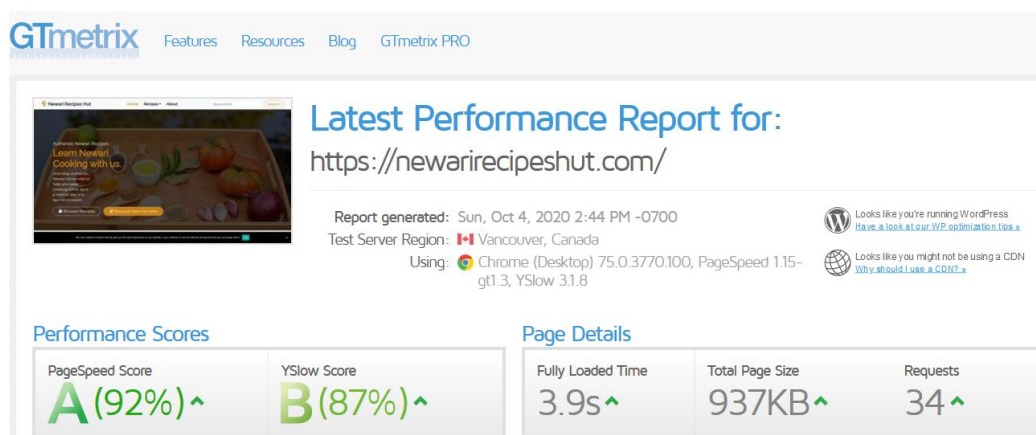 GTmetrix Features Resources Blog GTmetrix PRO
Newari Recipes Hut Home Recipes About
Authentic Newari Recipes
Learn Newari
Cooking with us.
Browse Recipes
Latest Performance Report for:
https://newarirecipeshut.com/
Report generated: Sun, Oct 4, 2020 2:44 PM -0700
Test Server Region: Vancouver, Canada
Using: Chrome (Desktop) 75.0.3770.100, PageSpeed 1.15-
gt1.3, YSlow 3.1.8
Looks like you're running WordPress
Have a look at our WP optimization tips »
Looks like you might not be using a CDN
Why should I use a CDN? »
Performance Scores
PageSpeed Score
A (92%)
YSlow Score
B (87%)
Page Details
Fully Loaded Time
3.9s
Total Page Size
937KB
Requests
34